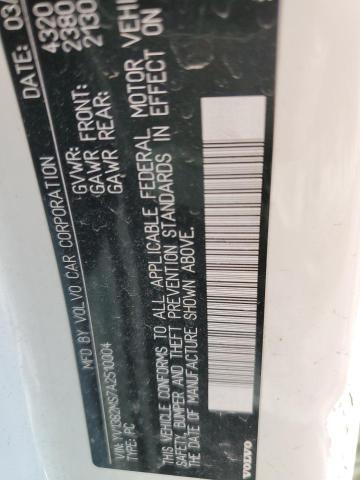 MFD BY VOLVO CAR CORPORATION DATE: 03/
GVWR: 4320
GAWR FRONT: 2380
GAWR REAR: 2130
VIN: YV1382MS7A2510004
TYPE: PC
THIS VEHICLE CONFORMS TO ALL APPLICABLE FEDERAL MOTOR VEHI
SAFETY, BUMPER AND THEFT PREVENTION STANDARDS IN EFFECT ON
THE DATE OF MANUFACTURE SHOWN ABOVE.
VOLVO